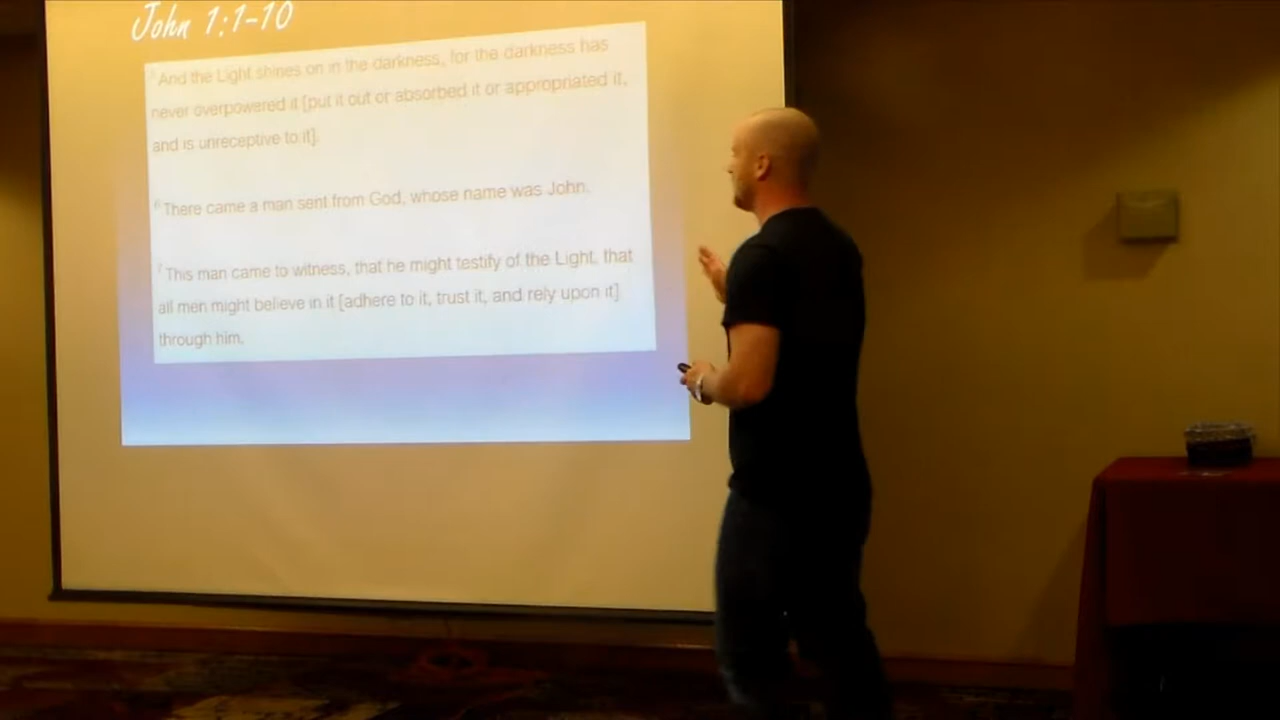 John 1:1-10
5 And the Light shines on in the darkness, for the darkness has
never overpowered it [put it out or absorbed it or appropriated it,
and is unreceptive to it].
6 There came a man sent from God, whose name was John.
7 This man came to witness, that he might testify of the Light, that
all men might believe in it [adhere to it, trust it, and rely upon it]
through him.